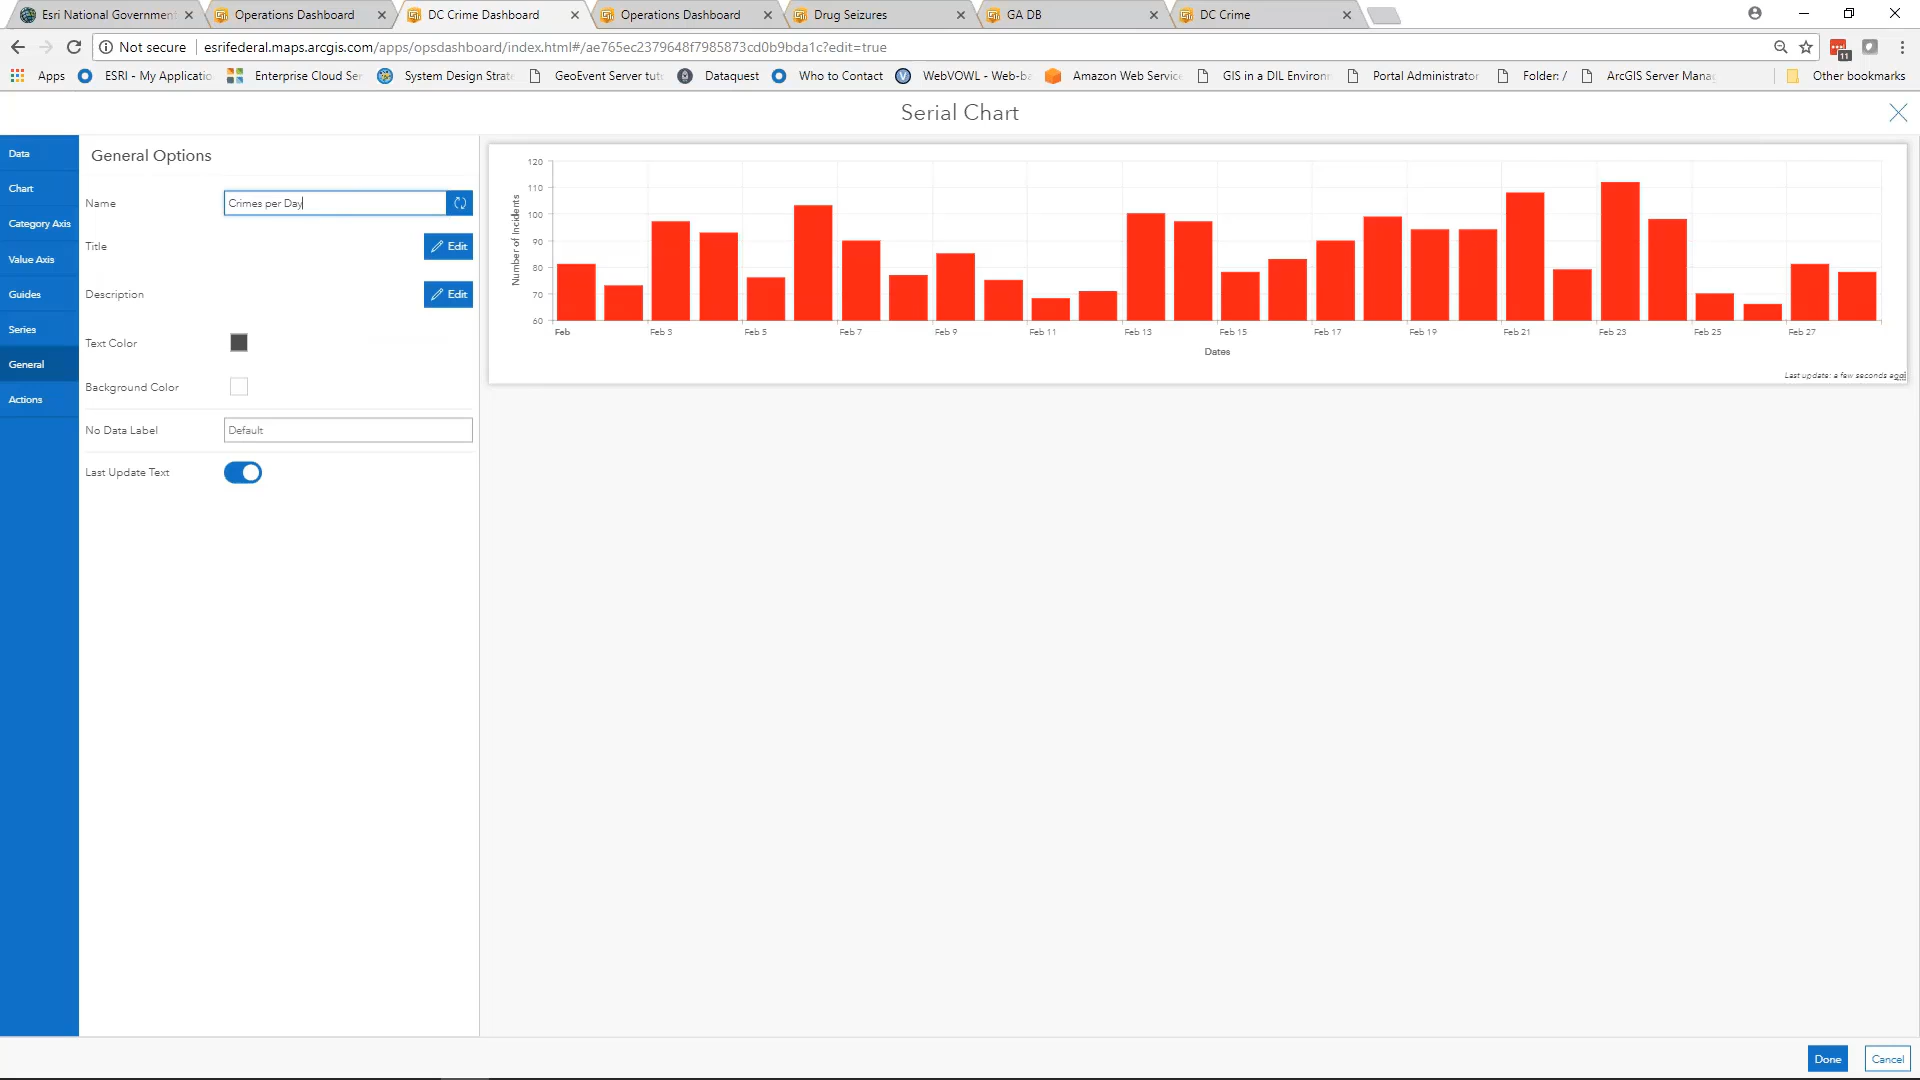 Esri National Government
Operations Dashboard
DC Crime Dashboard
Operations Dashboard
Drug Seizures
GA DB
DC Crime
Not secure
esrifederal.maps.arcgis.com/apps/opsdashboard/index.html#/ae765ec2379648f7985873cd0b9bda1c?edit=true
11
Apps
ESRI - My Applicatio
Enterprise Cloud Ser
System Design Strat
GeoEvent Server tut
Dataquest
Who to Contact
WebVOWL - Web-b
Amazon Web Service
GIS in a DIL Environ
Portal Administrator
Folder: /
ArcGIS Server Mana
Other bookmarks
Serial Chart
Data
Chart
Category Axis
Value Axis
Guides
Series
General
Actions
General Options
Name
Crimes per Day
Title
Edit
Description
Edit
Text Color
Background Color
No Data Label
Default
Last Update Text
120
110
100
90
80
70
60
Number of Incidents
Feb
Feb 3
Feb 5
Feb 7
Feb 9
Feb 11
Feb 13
Feb 15
Feb 17
Feb 19
Feb 21
Feb 23
Feb 25
Feb 27
Dates
Last update: a few seconds ago
Done
Cancel